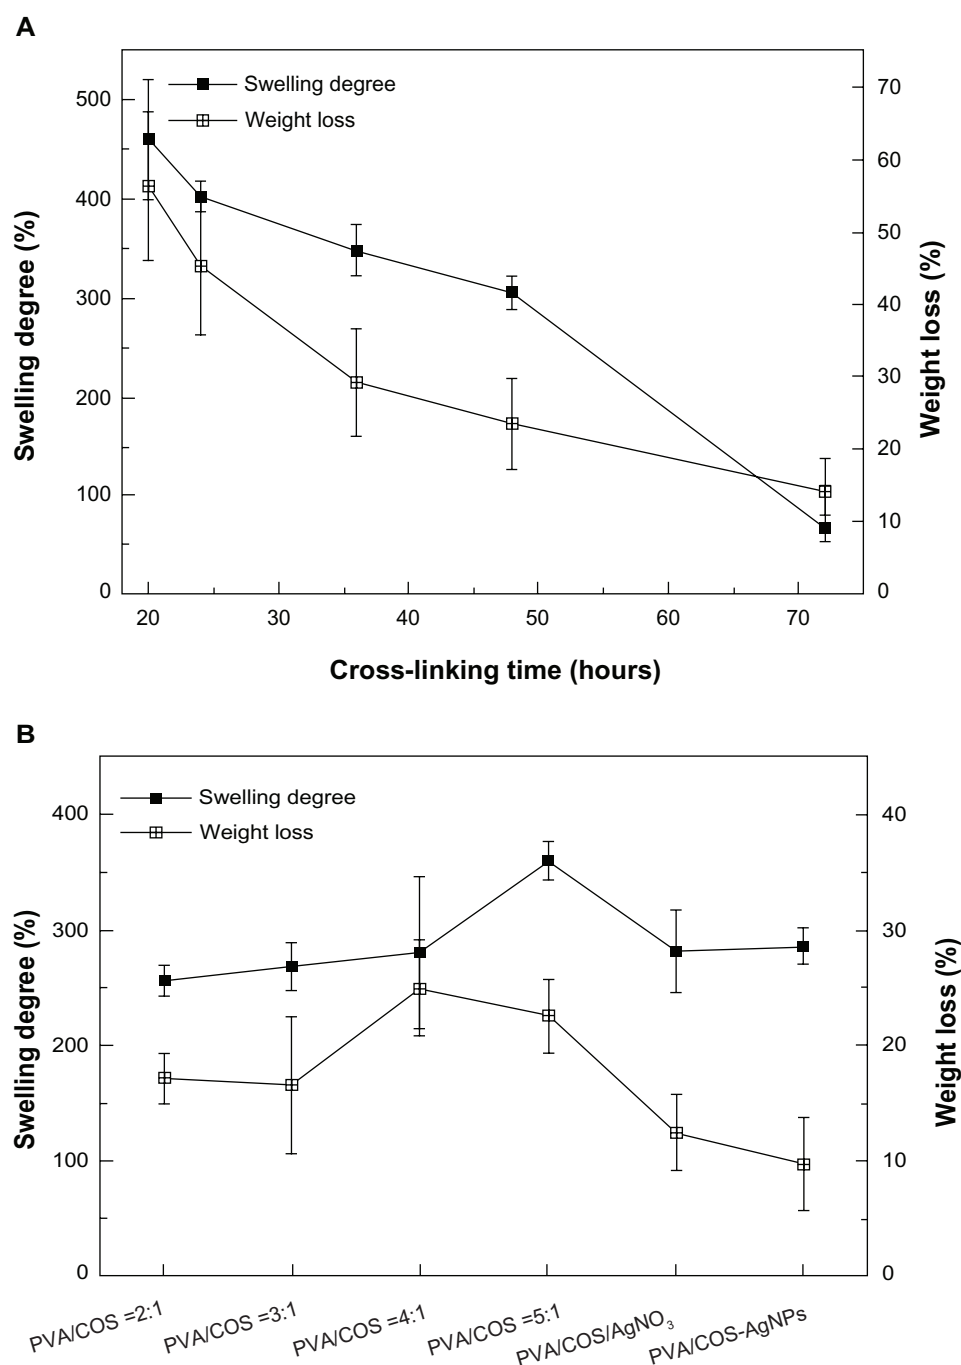 A
Swelling degree
Weight loss
500
400
300
200
100
0
70
60
50
40
30
20
10
0
20 30 40 50 60 70
Swelling degree (%)
Weight loss (%)
Cross-linking time (hours)
B
Swelling degree
Weight loss
400
300
200
100
0
40
30
20
10
0
Swelling degree (%)
Weight loss (%)
PVA/COS =2:1
PVA/COS =3:1
PVA/COS =4:1
PVA/COS =5:1
PVA/COS/AgNO₃
PVA/COS-AgNPs